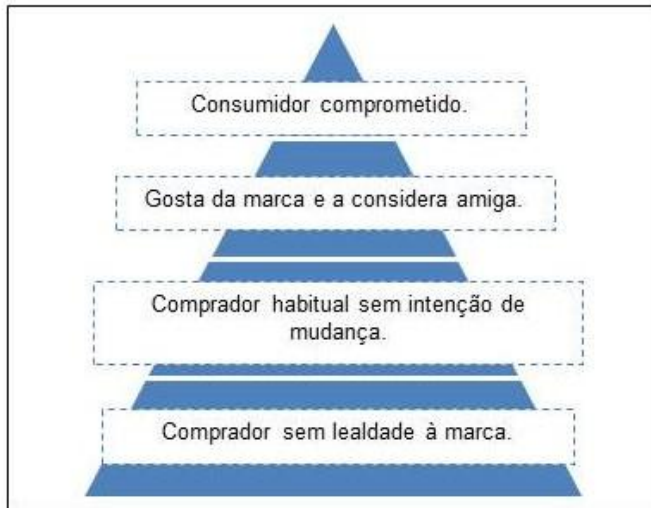 Consumidor comprometido.
Gosta da marca e a considera amiga.
Comprador habitual sem intenção de
mudança.
Comprador sem lealdade à marca.